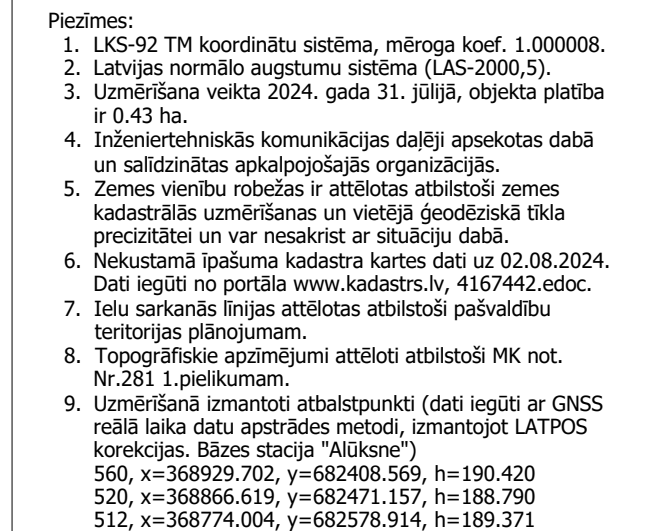 Piezīmes:
1. LKS-92 TM koordinātu sistēma, mēroga koef. 1.000008.
2. Latvijas normālo augstumu sistēma (LAS-2000,5).
3. Uzmērīšana veikta 2024. gada 31. jūlijā, objekta platība
ir 0.43 ha.
4. Inženiertehniskās komunikācijas daļēji apsekotas dabā
un salīdzinātas apkalpojošajās organizācijās.
5. Zemes vienību robežas ir attēlotas atbilstoši zemes
kadastrālās uzmērīšanas un vietējā ģeodēziskā tīkla
precizitātei un var nesakrist ar situāciju dabā.
6. Nekustamā īpašuma kadastra kartes dati uz 02.08.2024.
Dati iegūti no portāla www.kadastrs.lv, 4167442.edoc.
7. Ielu sarkanās līnijas attēlotas atbilstoši pašvaldību
teritorijas plānojumam.
8. Topogrāfiskie apzīmējumi attēloti atbilstoši MK not.
Nr.281 1.pielikumam.
9. Uzmērīšanā izmantoti atbalstpunkti (dati iegūti ar GNSS
reālā laika datu apstrādes metodi, izmantojot LATPOS
korekcijas. Bāzes stacija "Alūksne")
560, x=368929.702, y=682408.569, h=190.420
520, x=368866.619, y=682471.157, h=188.790
512, x=368774.004, y=682578.914, h=189.371